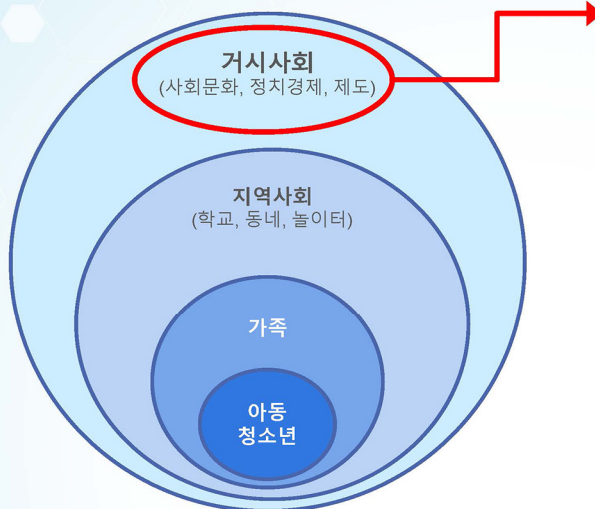 거시사회
(사회문화, 정치경제, 제도)
지역사회
(학교, 동네, 놀이터)
가족
아동
청소년